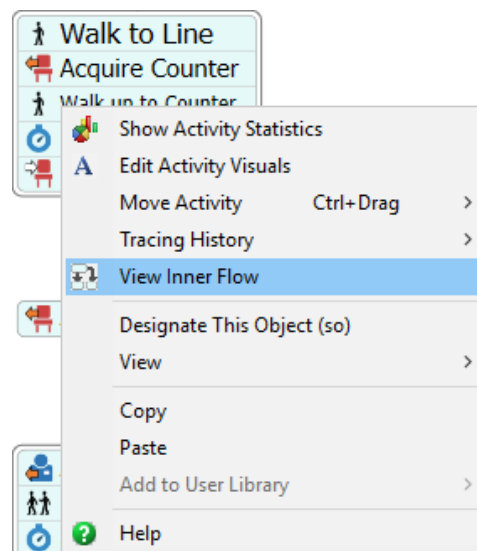 Walk to Line
Acquire Counter
Walk up to Counter
Show Activity Statistics
A Edit Activity Visuals
Move Activity Ctrl+Drag >
Tracing History >
View Inner Flow
Designate This Object (so)
View >
Copy
Paste
Add to User Library >
? Help